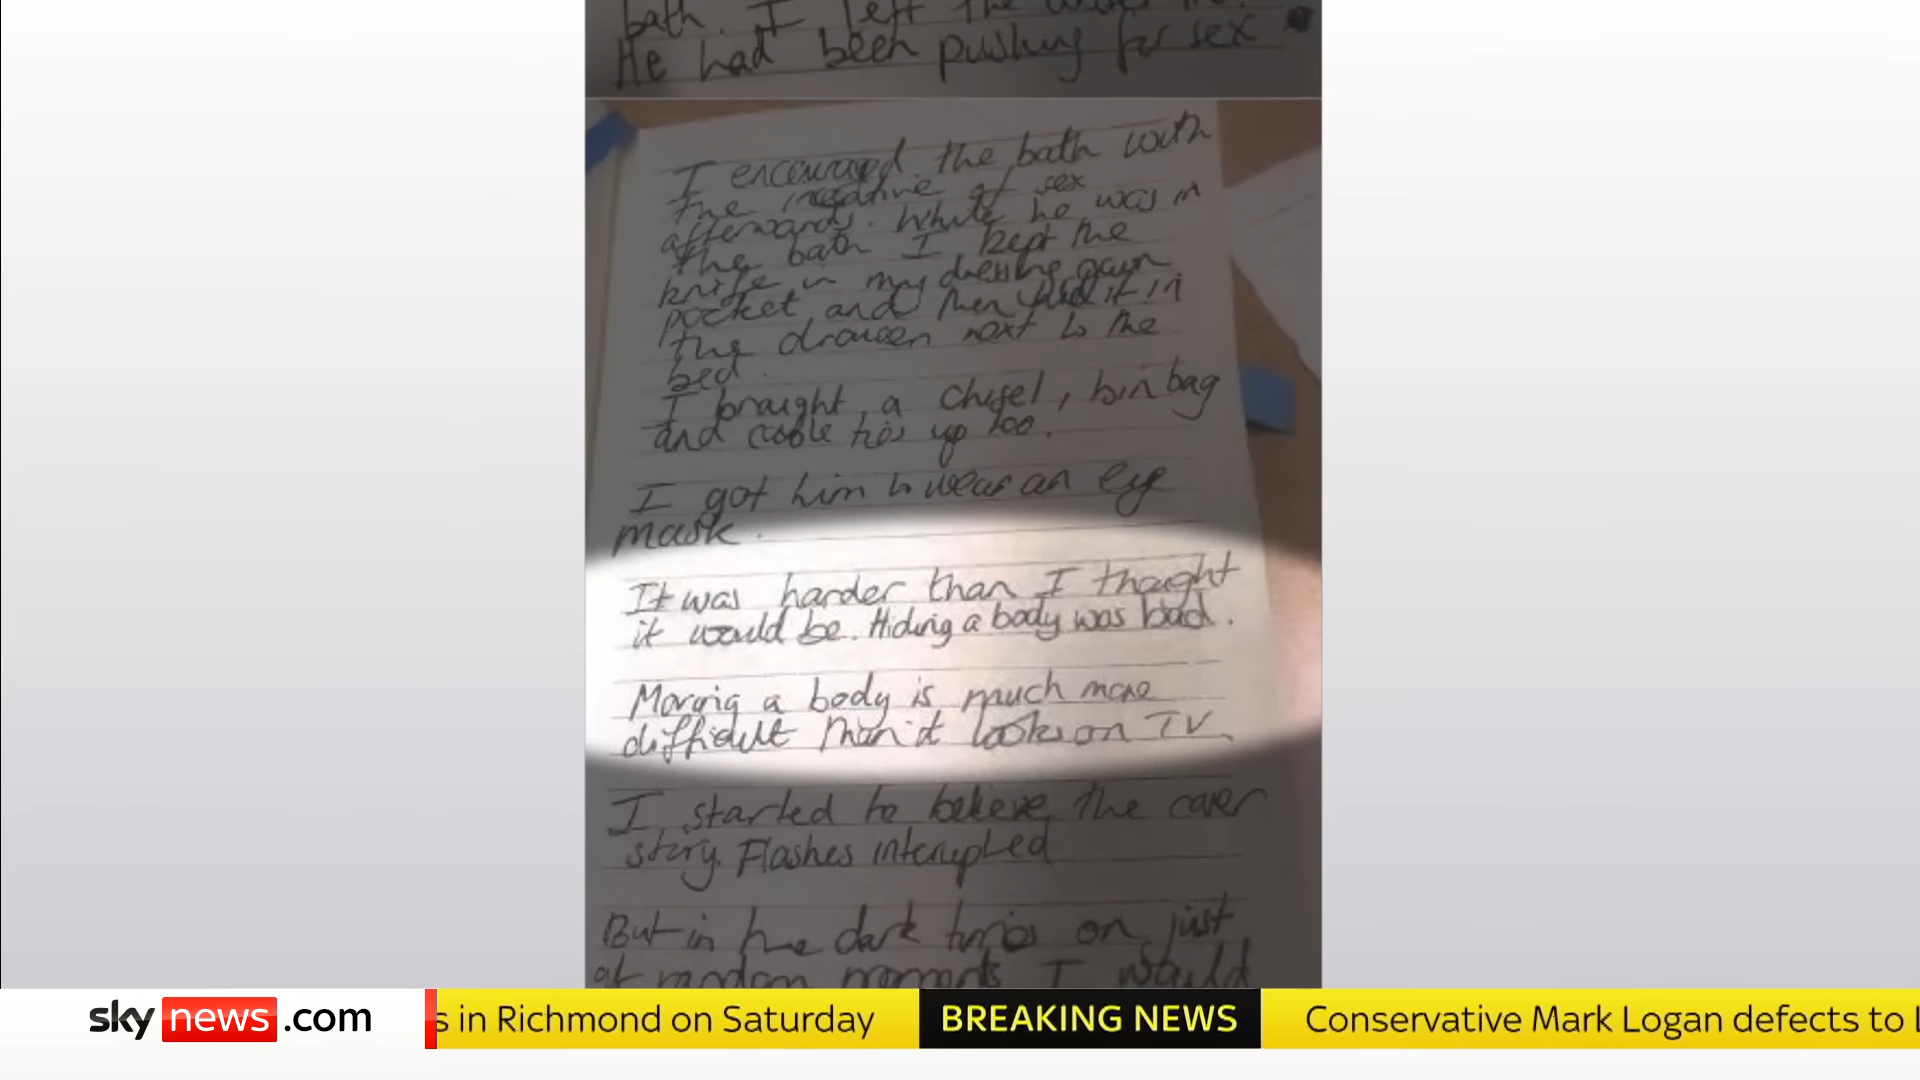 bath. I left the water in.
He had been pushing for sex
I encouraged the bath with
the incentive of sex
afterwards. While he was in
the bath I kept the
knife in my dressing gown
pocket and then hid it in
the drawer next to the
bed.
I brought a chisel, bin bag
and cable ties up too.
I got him to wear an eye
mask.
It was harder than I thought
it would be. Hiding a body was bad.
Moving a body is much more
difficult than it looks on TV.
I started to believe the cover
story. Flashes interrupted
But in the dark times on just
at random moments I would
sky news .com
s in Richmond on Saturday
BREAKING NEWS
Conservative Mark Logan defects to L